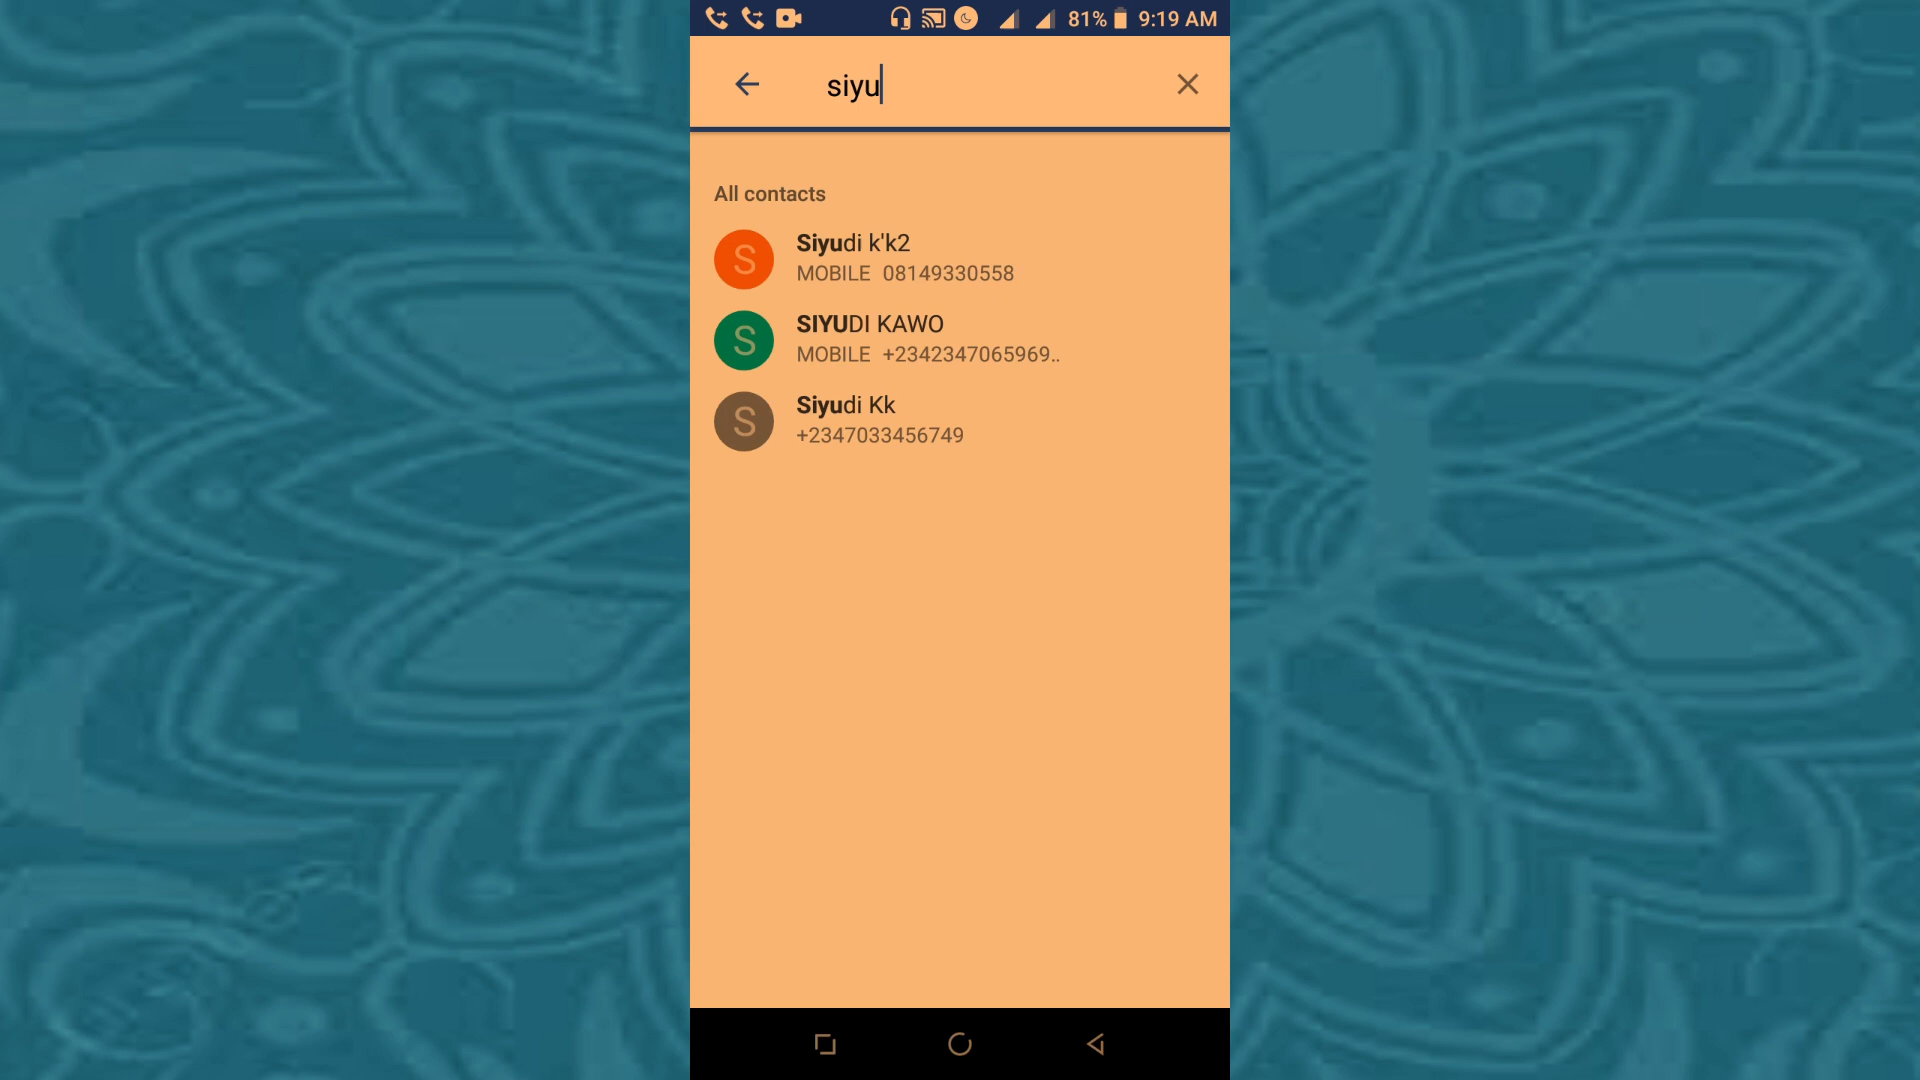 81% 9:19 AM
siyu
All contacts
S
Siyudi k'k2
MOBILE 08149330558
S
SIYUDI KAWO
MOBILE +2342347065969..
S
Siyudi Kk
+2347033456749